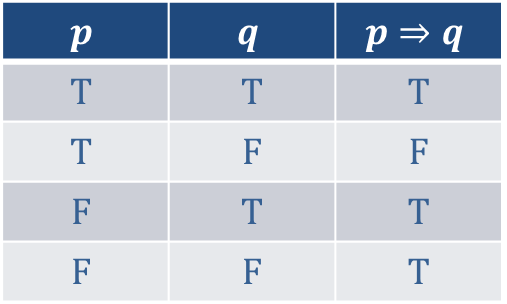 p q p ⇒ q
T T T
T F F
F T T
F F T